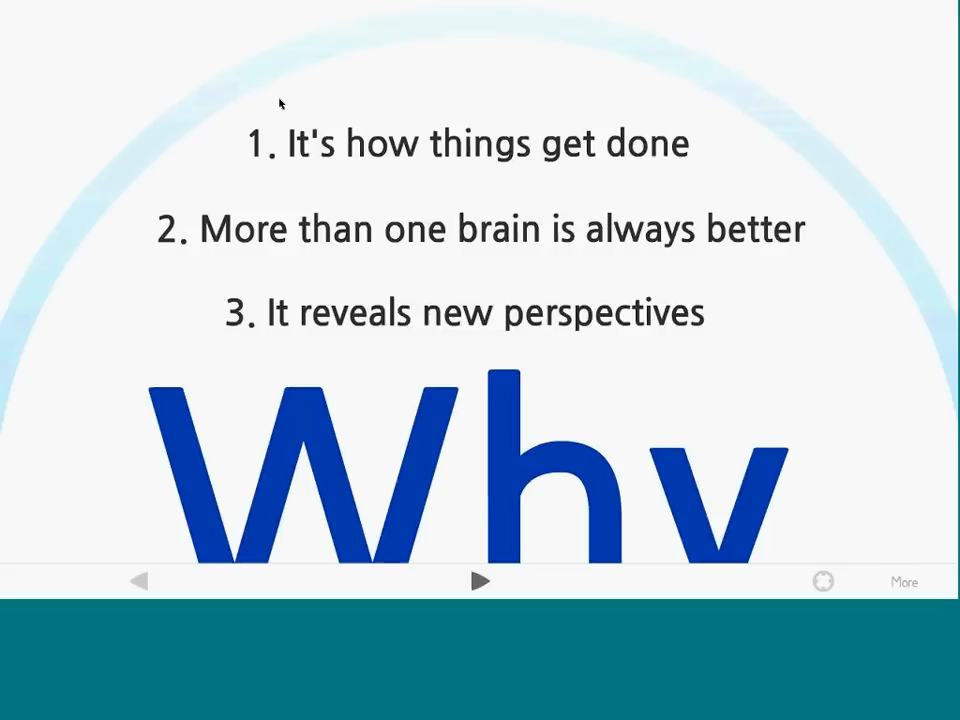 1. It's how things get done
2. More than one brain is always better
3. It reveals new perspectives
Why
More